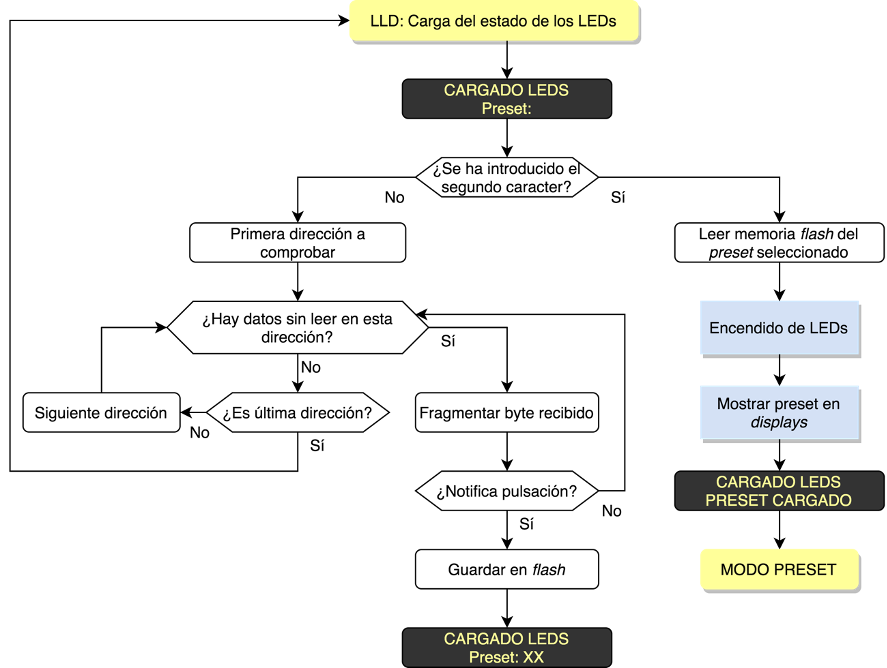 LLD: Carga del estado de los LEDs
CARGADO LEDS
Preset:
¿Se ha introducido el
segundo caracter?
No
Sí
Primera dirección a
comprobar
Leer memoria flash del
preset seleccionado
¿Hay datos sin leer en esta
dirección?
Sí
No
Encendido de LEDs
Siguiente dirección
No
¿Es última dirección?
Sí
Fragmentar byte recibido
Mostrar preset en
displays
¿Notifica pulsación?
No
Sí
CARGADO LEDS
PRESET CARGADO
Guardar en flash
MODO PRESET
CARGADO LEDS
Preset: XX